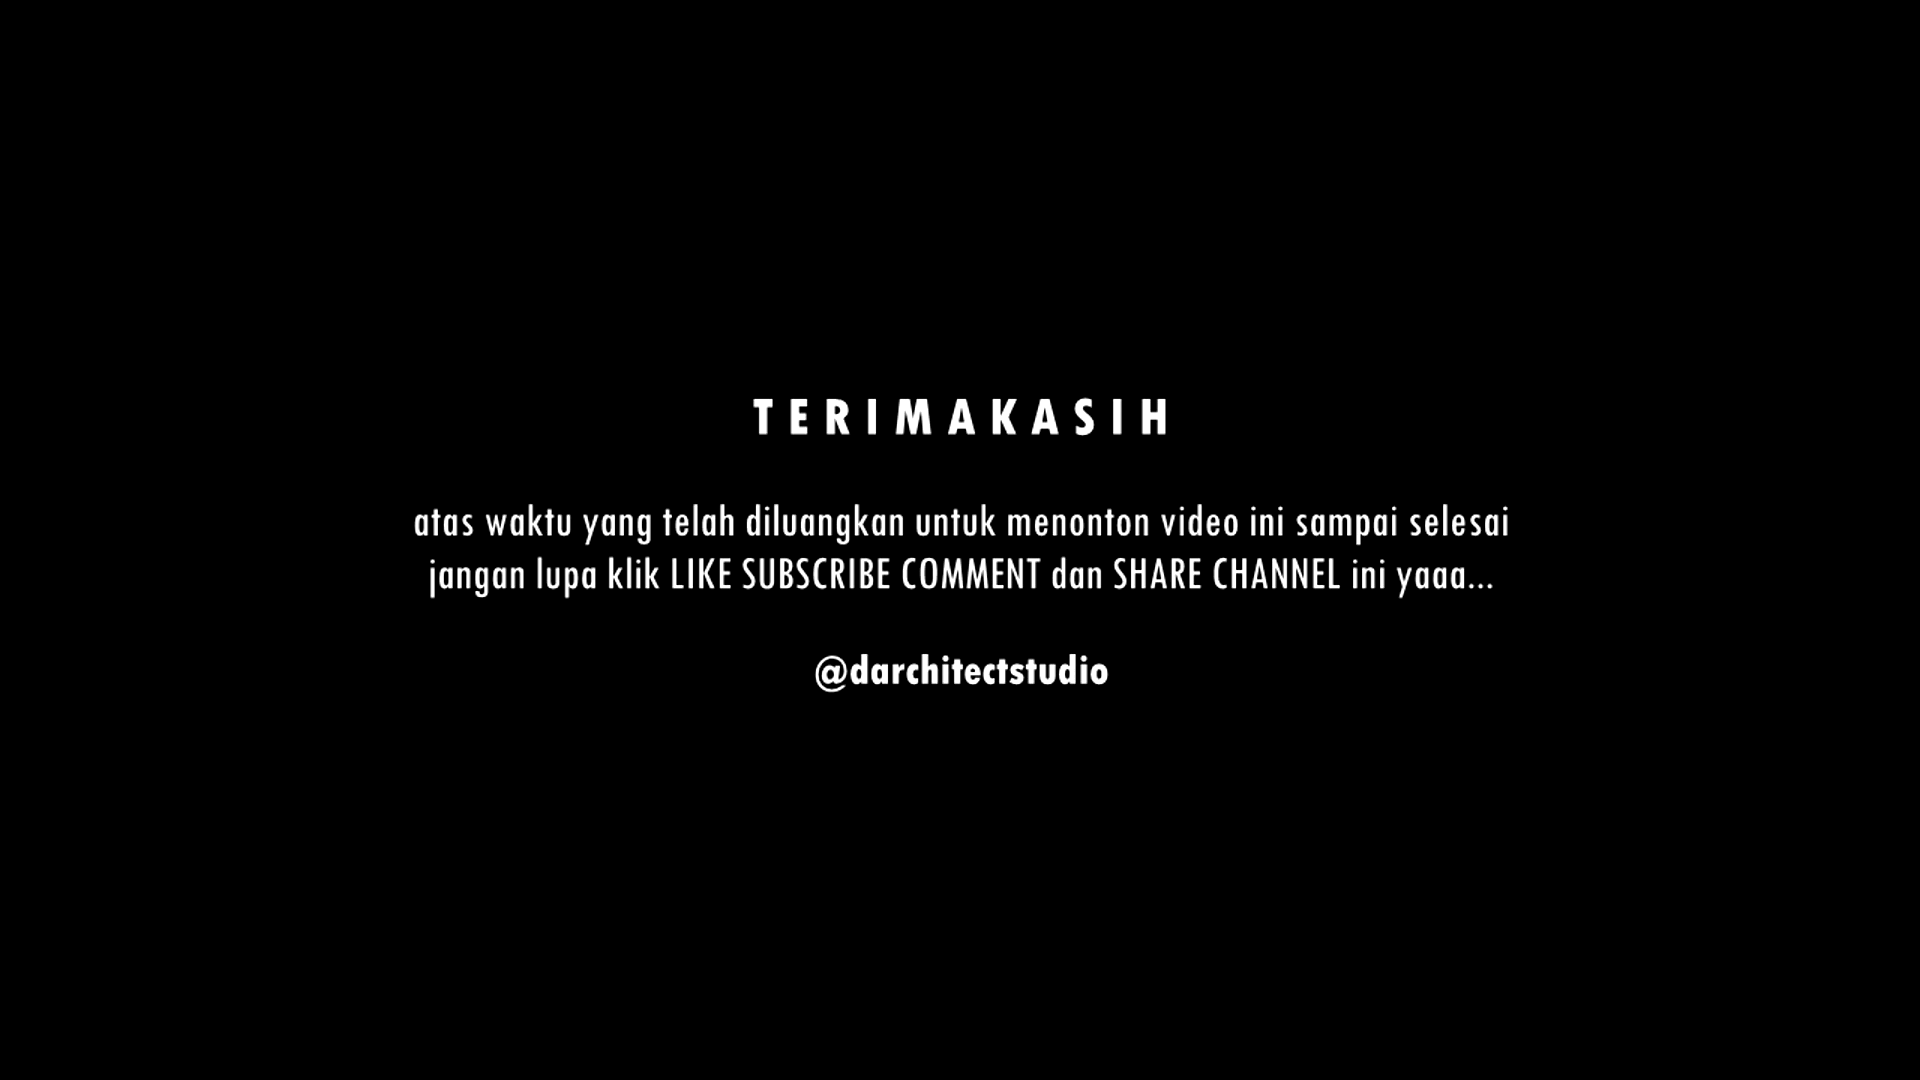 TERIMAKASIH
atas waktu yang telah diluangkan untuk menonton video ini sampai selesai
jangan lupa klik LIKE SUBSCRIBE COMMENT dan SHARE CHANNEL ini yaaa...
@darchitectstudio